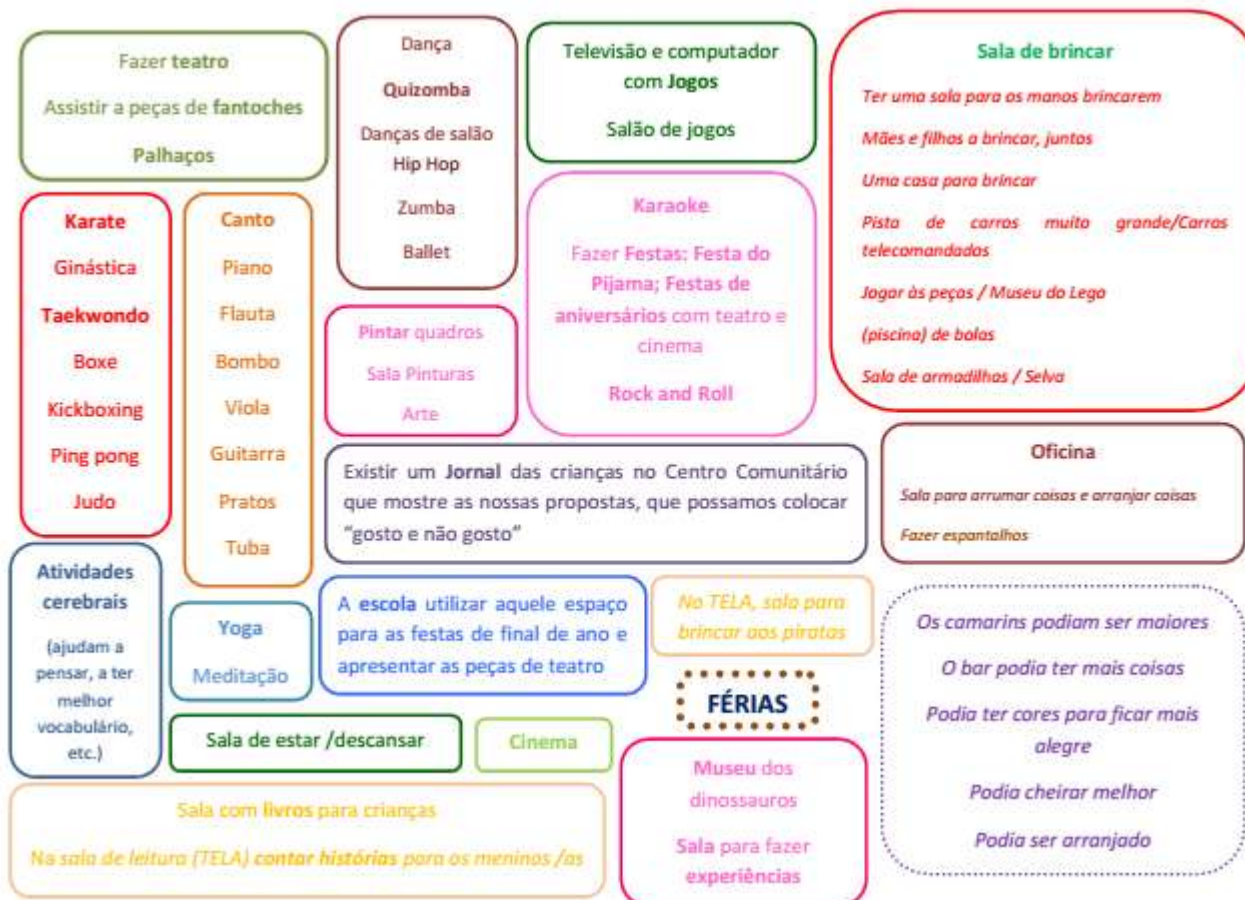 Fazer teatro
Assistir a peças de fantoches
Palhaços
Dança
Quizomba
Danças de salão
Hip Hop
Zumba
Ballet
Televisão e computador
com Jogos
Salão de jogos
Sala de brincar
Ter uma sala para os manos brincarem
Mães e filhos a brincar, juntos
Uma casa para brincar
Pista de carros muito grande/Carros
telecomandados
Jogar às peças / Museu do Lego
(piscina) de bolas
Sala de armadilhas / Selva
Karate
Ginástica
Taekwondo
Boxe
Kickboxing
Ping pong
Judo
Canto
Piano
Flauta
Bombo
Viola
Guitarra
Pratos
Tuba
Pintar quadros
Sala Pinturas
Arte
Karaoke
Fazer Festas: Festa do
Pijama; Festas de
aniversários com teatro e
cinema
Rock and Roll
Existir um Jornal das crianças no Centro Comunitário
que mostre as nossas propostas, que possamos colocar
“gosto e não gosto”
Oficina
Sala para arrumar coisas e arranjar coisas
Fazer espantalhos
Atividades
cerebrais
(ajudam a
pensar, a ter
melhor
vocabulário,
etc.)
Yoga
Meditação
A escola utilizar aquele espaço
para as festas de final de ano e
apresentar as peças de teatro
No TELA, sala para
brincar aos piratas
FÉRIAS
Os camarins podiam ser maiores
O bar podia ter mais coisas
Podia ter cores para ficar mais
alegre
Podia cheirar melhor
Podia ser arranjado
Sala de estar /descansar
Cinema
Museu dos
dinossauros
Sala para fazer
experiências
Sala com livros para crianças
Na sala de leitura (TELA) contar histórias para os meninos /as